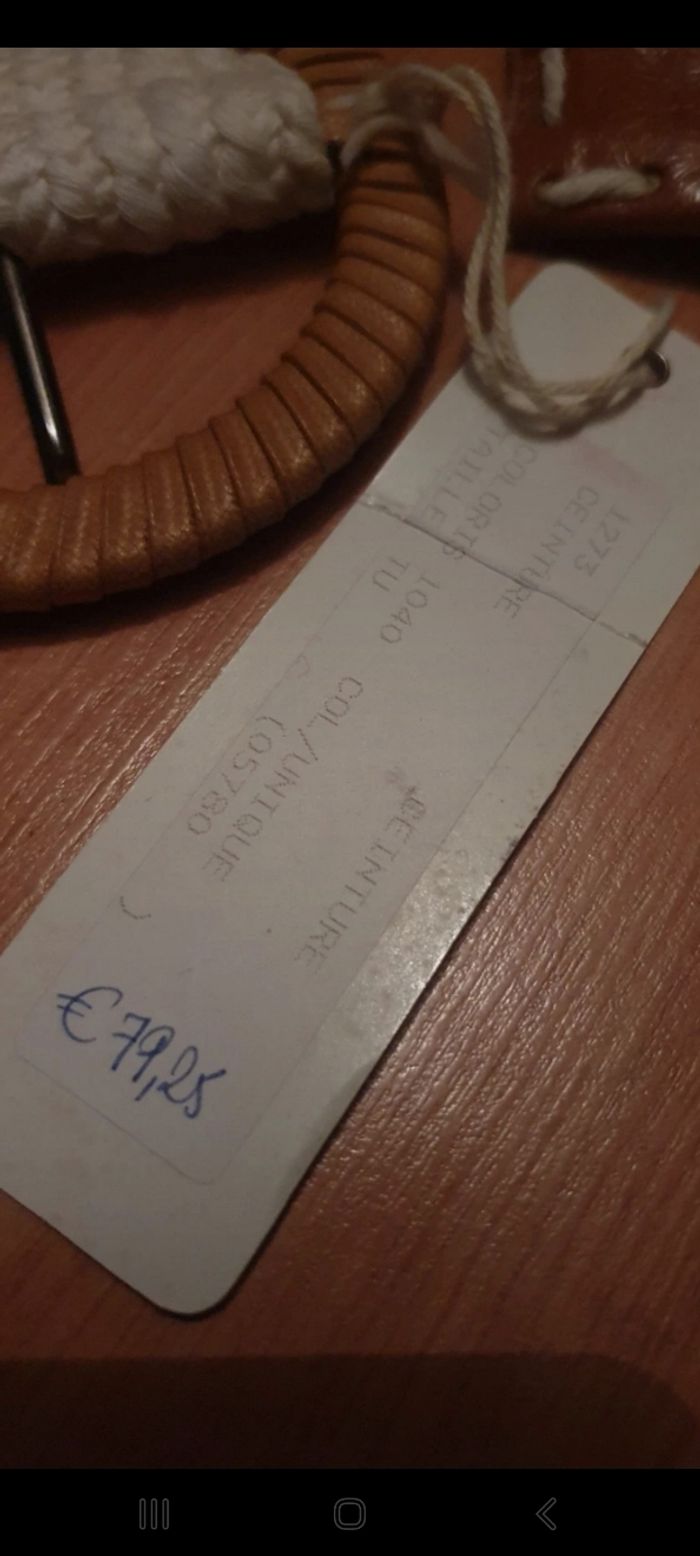 1273
CEINTURE CEINTURE
COLORIS 1040 COL/UNIQUE
TAILLE TU (05780 )
€79,25